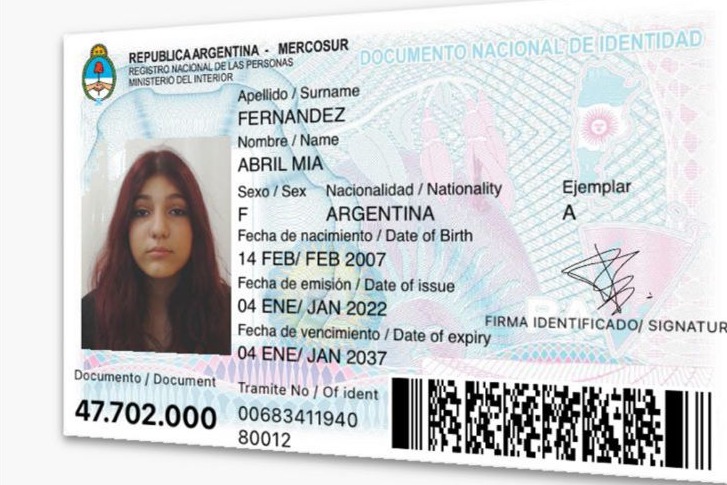 REPUBLICA ARGENTINA - MERCOSUR
REGISTRO NACIONAL DE LAS PERSONAS
MINISTERIO DEL INTERIOR
DOCUMENTO NACIONAL DE IDENTIDAD
Apellido / Surname
FERNANDEZ
Nombre / Name
ABRIL MIA
Sexo / Sex Nacionalidad / Nationality Ejemplar
F ARGENTINA A
Fecha de nacimiento / Date of Birth
14 FEB/ FEB 2007
Fecha de emisión / Date of issue
04 ENE/ JAN 2022
FIRMA IDENTIFICADO/ SIGNATUR
Fecha de vencimiento / Date of expiry
04 ENE/ JAN 2037
Documento / Document
47.702.000
Tramite No / Of ident
00683411940
80012